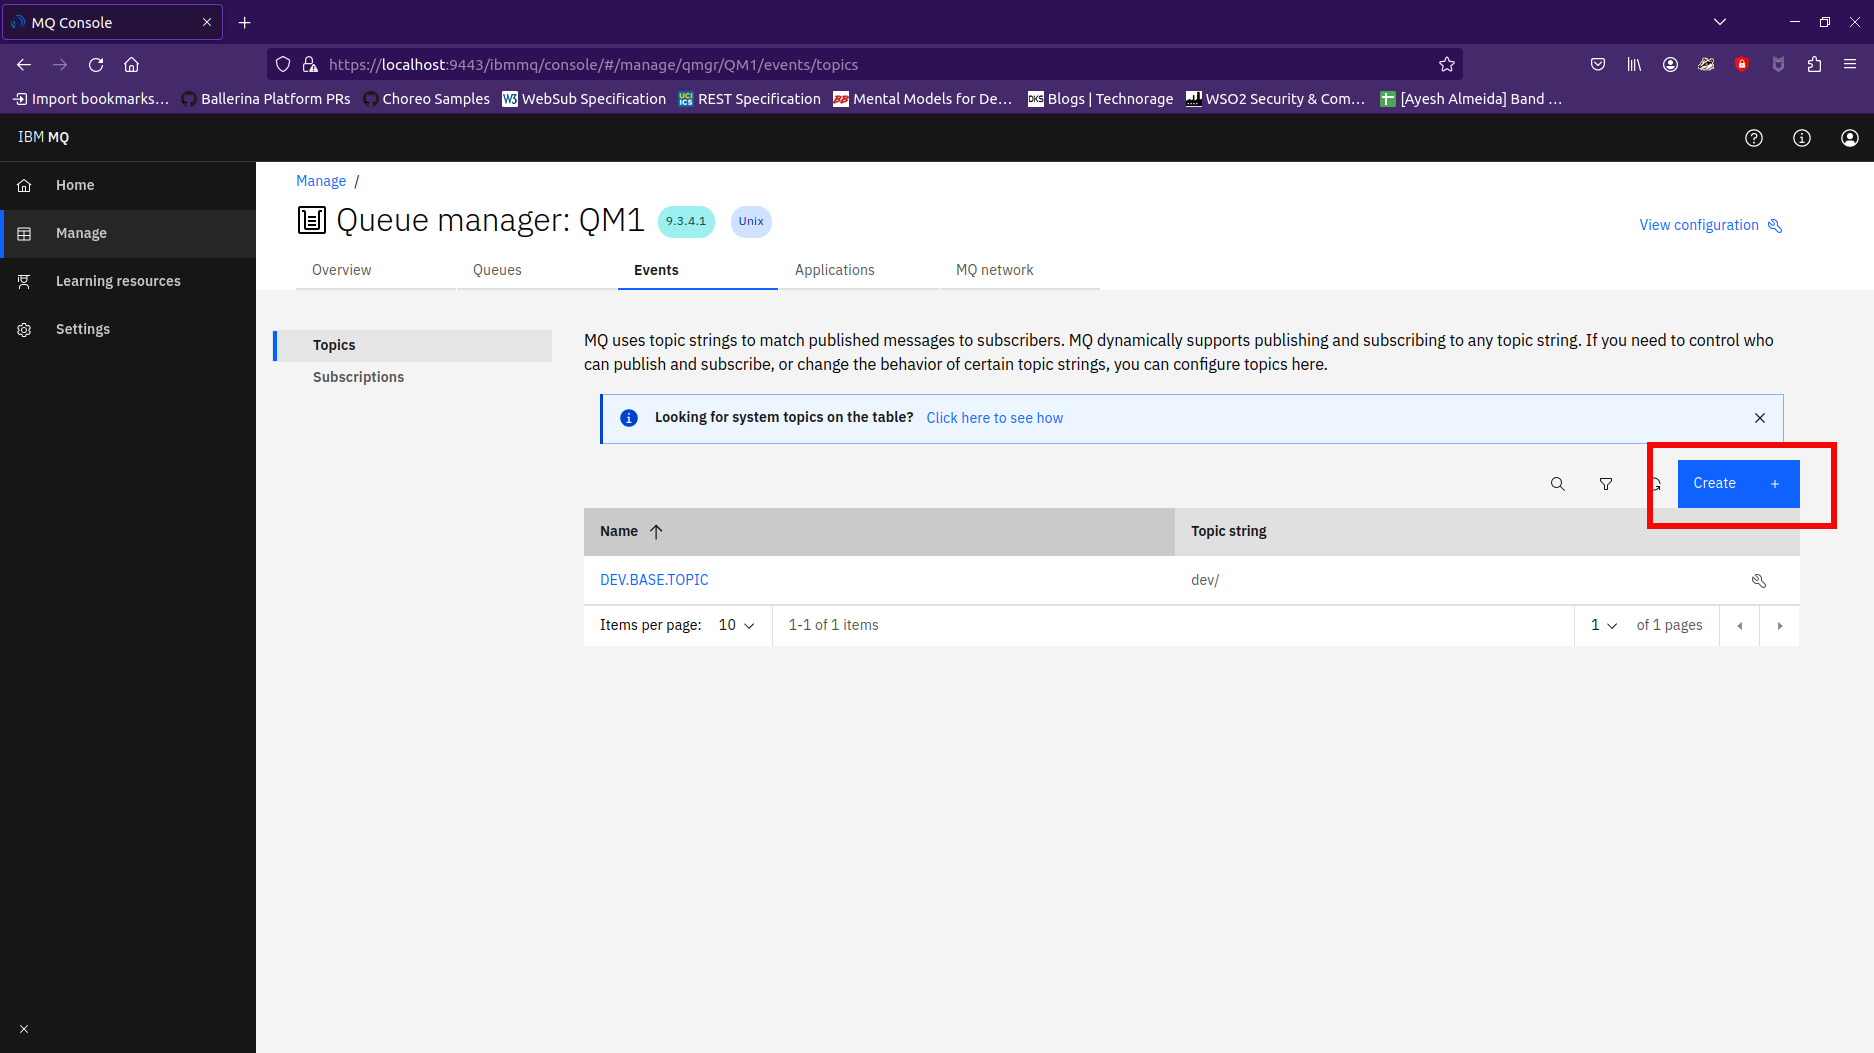 MQ Console
https://localhost:9443/ibmmq/console/#/manage/qmgr/QM1/events/topics
Import bookmarks... Ballerina Platform PRs Choreo Samples W3 WebSub Specification UCI ICS REST Specification BB Mental Models for De... DKS Blogs | Technorage WSO2 Security & Com... [Ayesh Almeida] Band ...
IBM MQ
Home
Manage
Learning resources
Settings
Manage /
Queue manager: QM1 9.3.4.1 Unix
View configuration
Overview Queues Events Applications MQ network
Topics
Subscriptions
MQ uses topic strings to match published messages to subscribers. MQ dynamically supports publishing and subscribing to any topic string. If you need to control who
can publish and subscribe, or change the behavior of certain topic strings, you can configure topics here.
Looking for system topics on the table? Click here to see how
Create +
Name Topic string
DEV.BASE.TOPIC dev/
Items per page: 10 1-1 of 1 items 1 of 1 pages